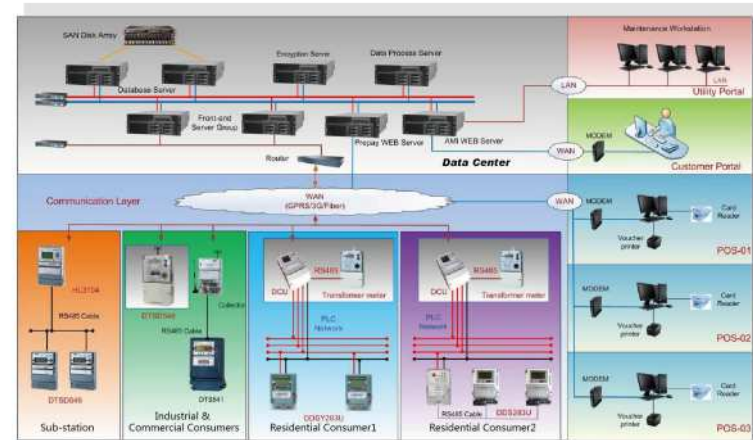 SAN Disk Array
Encryption Server
Data Process Server
Maintenance Workstation
Database Server
LAN
LAN
Utility Portal
Front-end
Server Group
Prepay WEB Server
AMI WEB Server
Router
Data Center
WAN
MODEM
Customer Portal
Communication Layer
WAN
(GPRS/3G/Fiber)
WAN
MODEM
Card
Reader
Voucher
printer
POS-01
RS485 Cable
Sub-station
Collector
RS485 Cable
Industrial &
Commercial Consumers
RS485
DCU
Transformer meter
PLC
Network
Residential Consumer1
RS485
DCU
Transformer meter
PLC
Network
RS485 Cable
Residential Consumer2
MODEM
Card
Reader
Voucher
printer
POS-02
MODEM
Card
Reader
Voucher
printer
POS-03